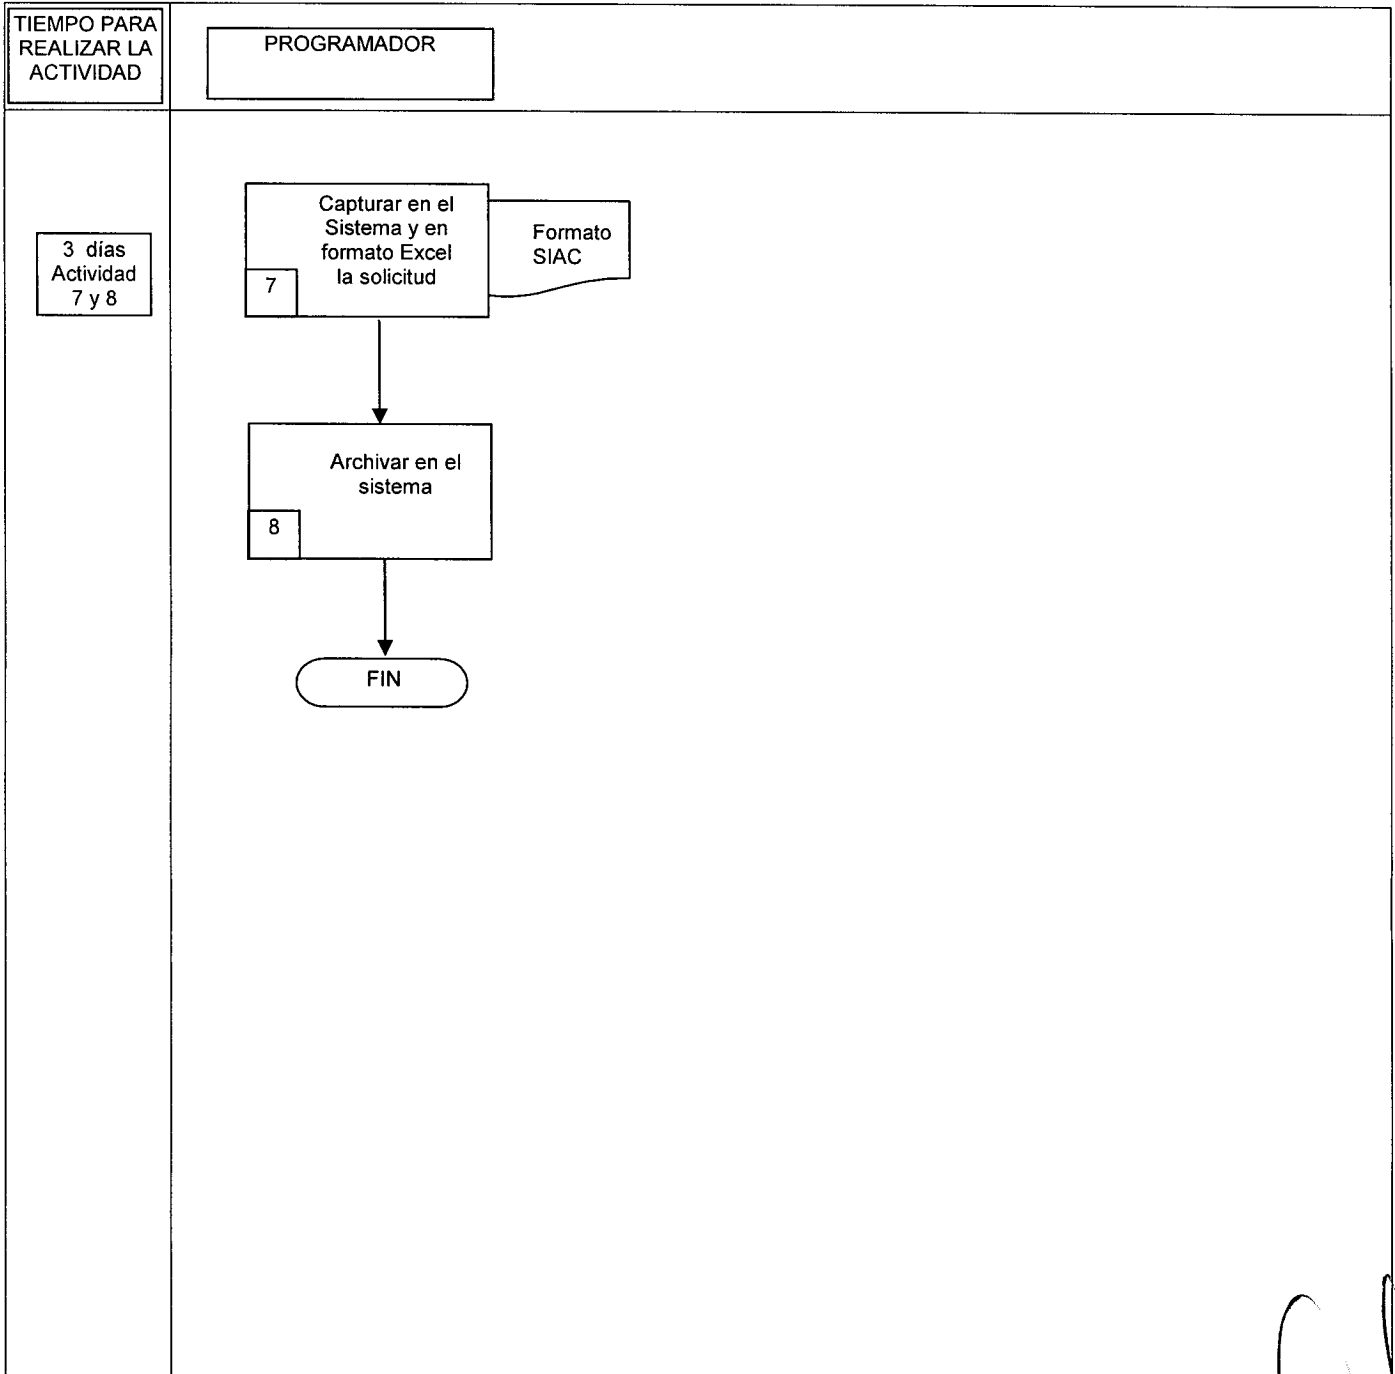 TIEMPO PARA
REALIZAR LA
ACTIVIDAD
PROGRAMADOR
3 días
Actividad
7 y 8
Capturar en el
Sistema y en
formato Excel
la solicitud
7
Formato
SIAC
Archivar en el
sistema
8
FIN